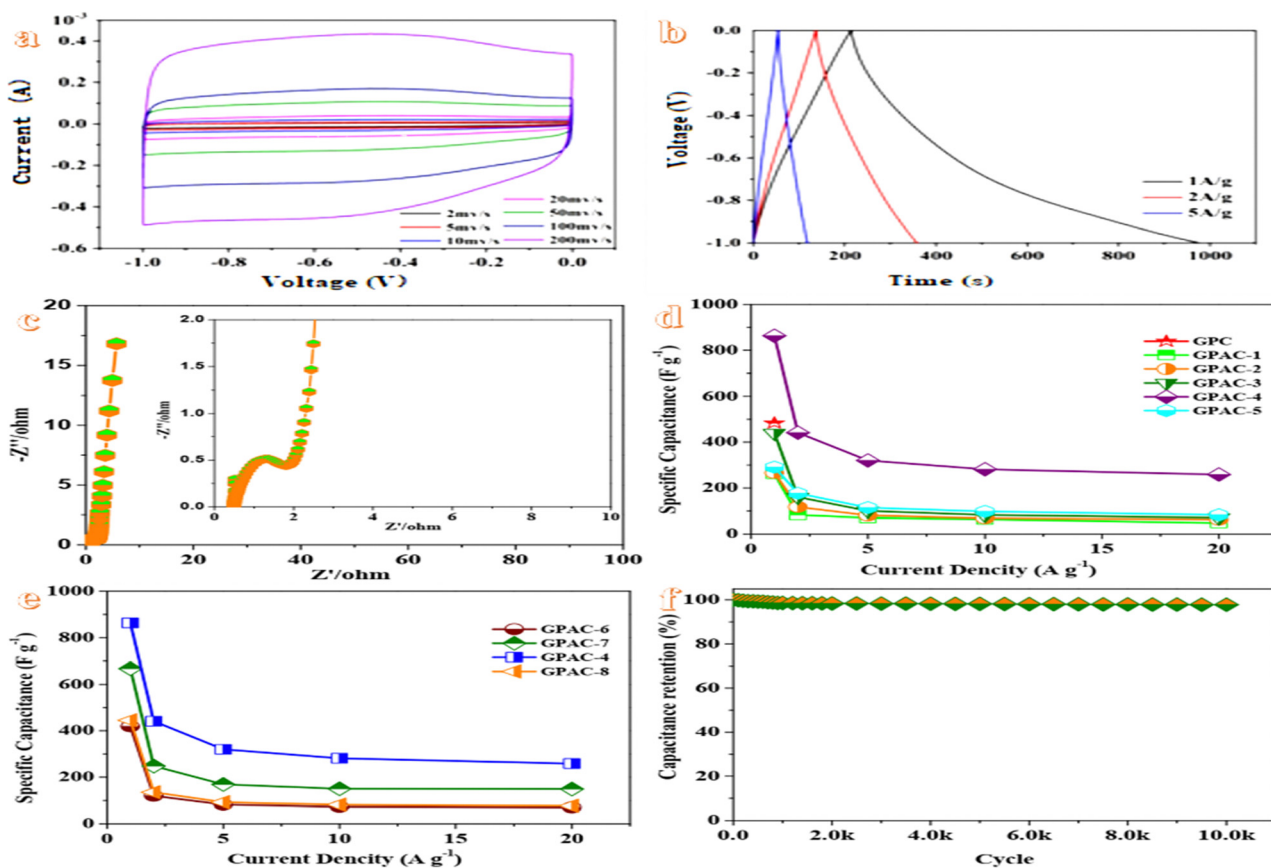 a
10⁻³
0.4
0.2
0.0
-0.2
-0.4
-0.6
Current (A)
2mv/s
5mv/s
10mv/s
20mv/s
50mv/s
100mv/s
200mv/s
-1.0 -0.8 -0.6 -0.4 -0.2 0.0
Voltage (V)
b
0.0
-0.2
-0.4
-0.6
-0.8
-1.0
Voltage (V)
1A/g
2A/g
5A/g
0 200 400 600 800 1000
Time (s)
c
20
15
10
5
0
-Z''/ohm
0 20 40 60 80 100
Z'/ohm
2.0
1.5
1.0
0.5
0.0
-Z''/ohm
0 2 4 6 8 10
Z'/ohm
d
1000
800
600
400
200
0
Specific Capacitance (F g⁻¹)
GPC
GPAC-1
GPAC-2
GPAC-3
GPAC-4
GPAC-5
0 5 10 15 20
Current Dencity (A g⁻¹)
e
1000
800
600
400
200
0
Specific Capacitance (F g⁻¹)
GPAC-6
GPAC-7
GPAC-4
GPAC-8
0 5 10 15 20
Current Dencity (A g⁻¹)
f
100
80
60
40
20
0
Capacitance retention (%)
0.0 2.0k 4.0k 6.0k 8.0k 10.0k
Cycle